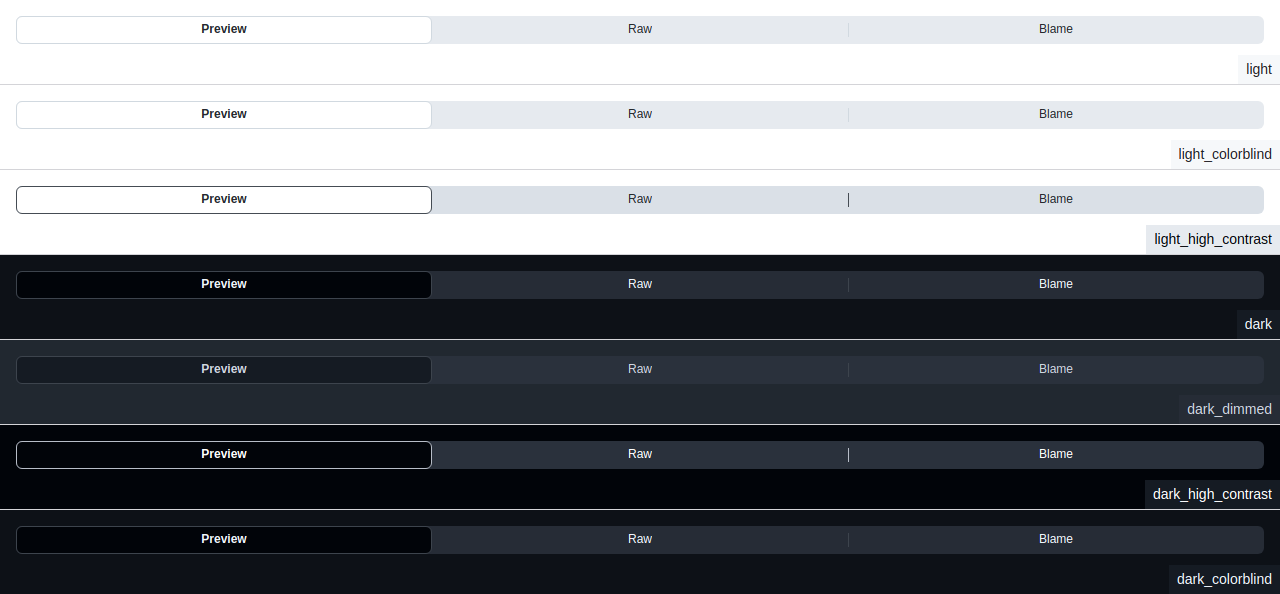 Preview Raw Blame
light
Preview Raw Blame
light_colorblind
Preview Raw Blame
light_high_contrast
Preview Raw Blame
dark
Preview Raw Blame
dark_dimmed
Preview Raw Blame
dark_high_contrast
Preview Raw Blame
dark_colorblind